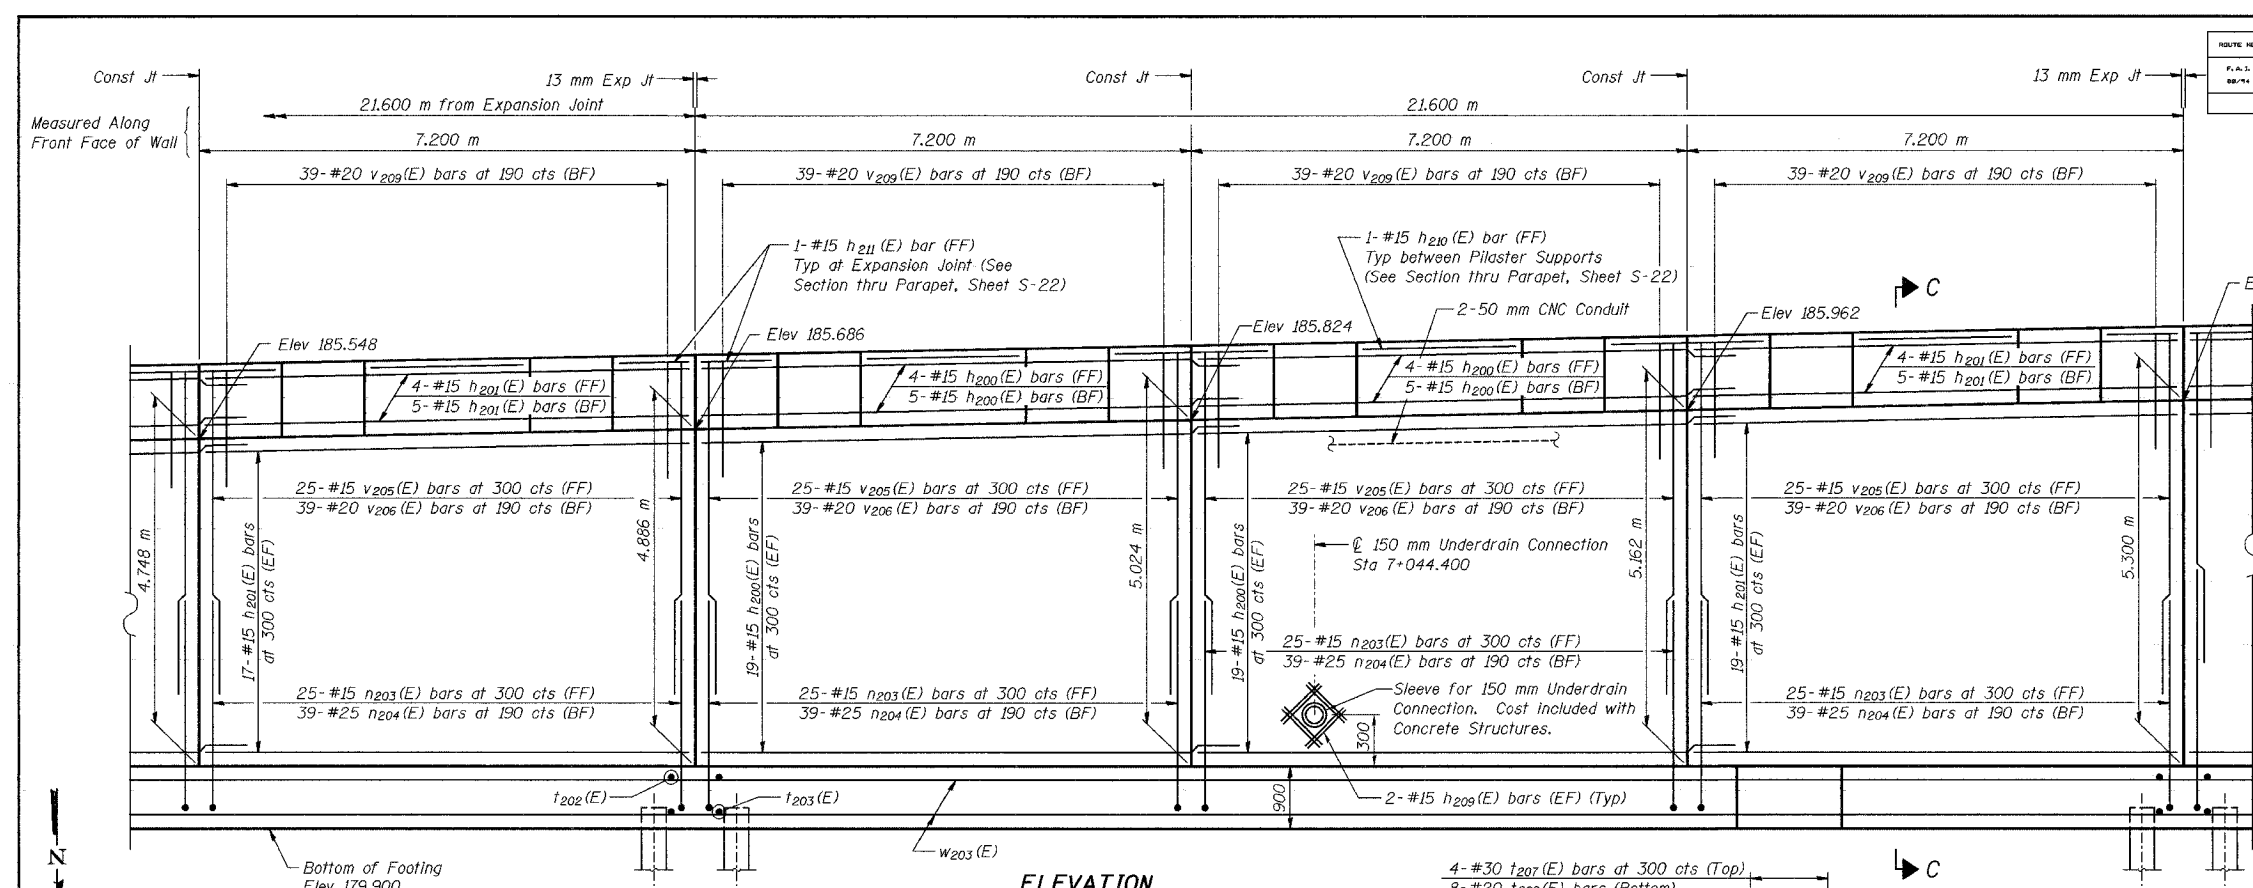 ROUTE
F.A.I.
Const Jt
13 mm Exp Jt
Const Jt
Const Jt
13 mm Exp Jt
21.600 m from Expansion Joint
21.600 m
Measured Along
Front Face of Wall
7.200 m
7.200 m
7.200 m
7.200 m
39-#20 v209(E) bars at 190 cts (BF)
39-#20 v209(E) bars at 190 cts (BF)
39-#20 v209(E) bars at 190 cts (BF)
39-#20 v209(E) bars at 190 cts (BF)
1-#15 h211(E) bar (FF)
Typ at Expansion Joint (See
Section thru Parapet, Sheet S-22)
1-#15 h210(E) bar (FF)
Typ between Pilaster Supports
(See Section thru Parapet, Sheet S-22)
2-50 mm CNC Conduit
C
E
Elev 185.548
Elev 185.686
Elev 185.824
Elev 185.962
4-#15 h201(E) bars (FF)
5-#15 h201(E) bars (BF)
4-#15 h200(E) bars (FF)
5-#15 h200(E) bars (BF)
4-#15 h200(E) bars (FF)
5-#15 h200(E) bars (BF)
4-#15 h201(E) bars (FF)
5-#15 h201(E) bars (BF)
25-#15 v205(E) bars at 300 cts (FF)
39-#20 v206(E) bars at 190 cts (BF)
25-#15 v205(E) bars at 300 cts (FF)
39-#20 v206(E) bars at 190 cts (BF)
25-#15 v205(E) bars at 300 cts (FF)
39-#20 v206(E) bars at 190 cts (BF)
25-#15 v205(E) bars at 300 cts (FF)
39-#20 v206(E) bars at 190 cts (BF)
4.748 m
17-#15 h201(E) bars
at 300 cts (EF)
4.886 m
19-#15 h200(E) bars
at 300 cts (EF)
5.024 m
19-#15 h200(E) bars
at 300 cts (EF)
5.162 m
19-#15 h201(E) bars
at 300 cts (EF)
5.300 m
℄ 150 mm Underdrain Connection
Sta 7+044.400
25-#15 n203(E) bars at 300 cts (FF)
39-#25 n204(E) bars at 190 cts (BF)
25-#15 n203(E) bars at 300 cts (FF)
39-#25 n204(E) bars at 190 cts (BF)
25-#15 n203(E) bars at 300 cts (FF)
39-#25 n204(E) bars at 190 cts (BF)
25-#15 n203(E) bars at 300 cts (FF)
39-#25 n204(E) bars at 190 cts (BF)
Sleeve for 150 mm Underdrain
Connection. Cost included with
Concrete Structures.
300
t202(E)
t203(E)
900
2-#15 h209(E) bars (EF) (Typ)
w203(E)
N
Bottom of Footing
Elev 179.900
ELEVATION
4-#30 t207(E) bars at 300 cts (Top)
C